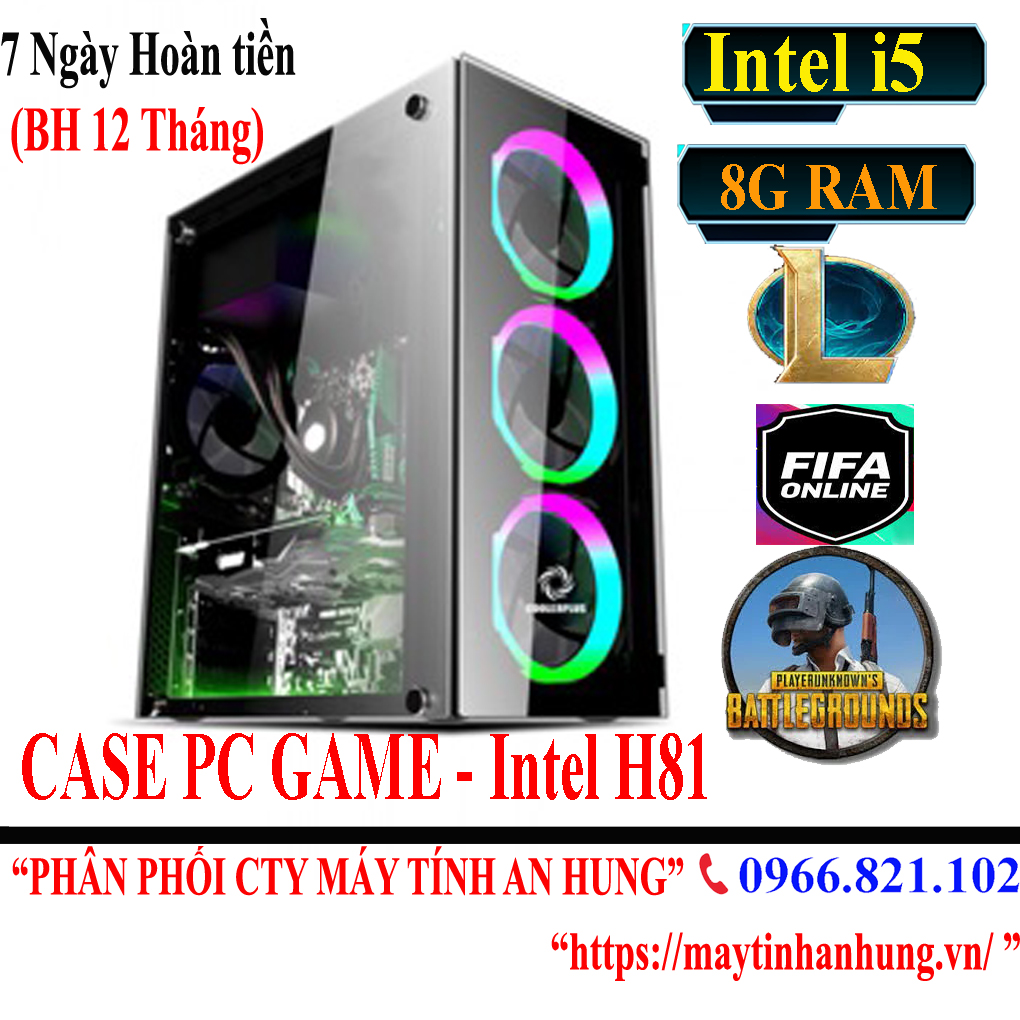 7 Ngày Hoàn tiền
(BH 12 Tháng)
Intel i5
8G RAM
L
FIFA
ONLINE
PLAYERUNKNOWN'S
BATTLEGROUNDS
COOLERPLUS
CASE PC GAME - Intel H81
“PHÂN PHỐI CTY MÁY TÍNH AN HUNG” 0966.821.102
“https://maytinhanhung.vn/ ”